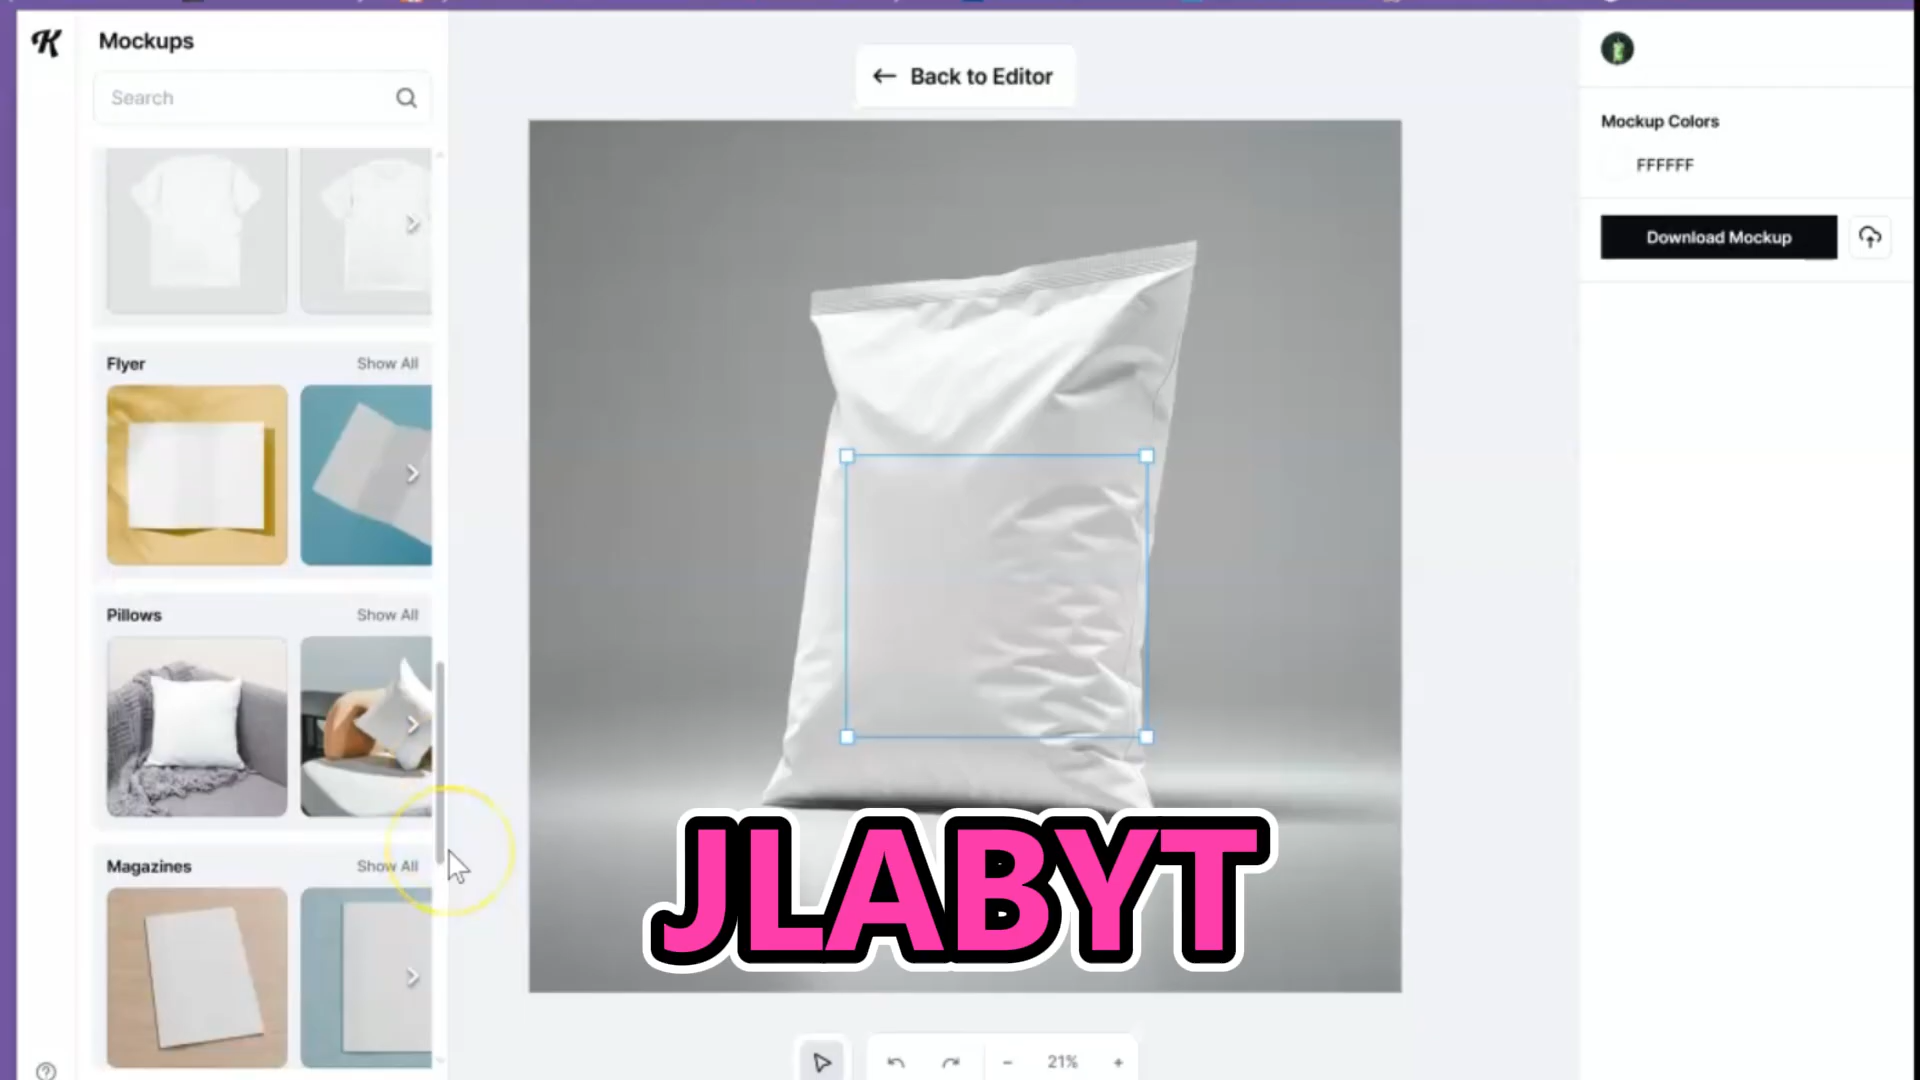 K
Mockups
Search
Back to Editor
Mockup Colors
FFFFFF
Download Mockup
Flyer
Show All
Pillows
Show All
Magazines
Show All
JLABYT
21%